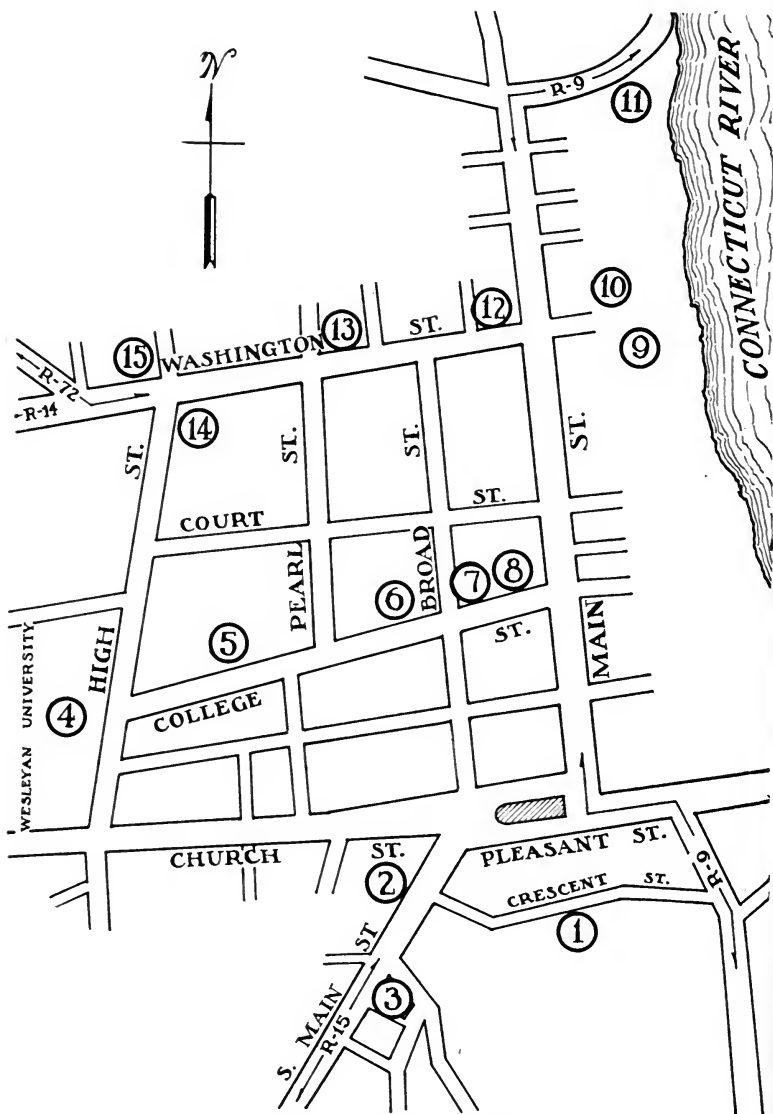 N
R-9
11
CONNECTICUT RIVER
10
12
13
ST.
15
WASHINGTON
9
R-72
R-14
14
ST.
ST.
ST.
ST.
ST.
COURT
PEARL
BROAD
6
7
8
5
ST.
MAIN
HIGH
WESLEYAN UNIVERSITY
4
COLLEGE
CHURCH
ST.
PLEASANT ST.
R-9
2
CRESCENT ST.
1
ST
3
S. MAIN
R-15